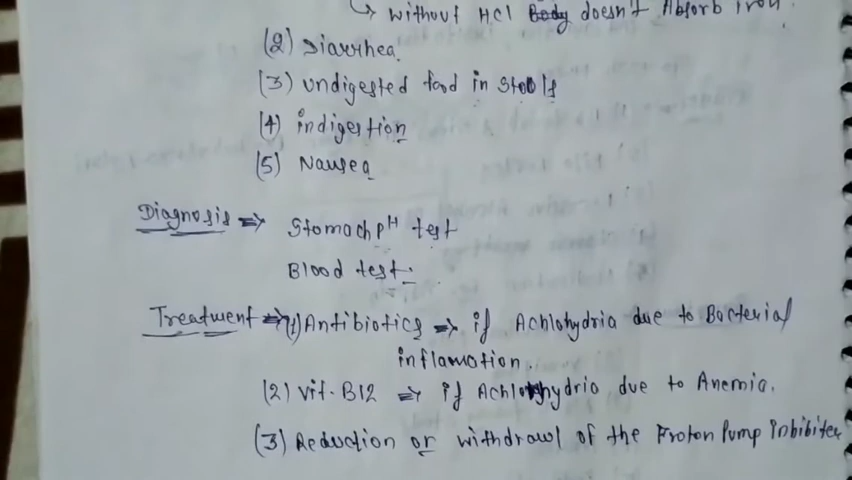 ↳ without HCl Body doesn't Absorb iron.
(2) Diarrhea.
(3) undigested food in stools
(4) indigestion
(5) Nausea
Diagnosis ⇒ Stomach pH test
Blood test.
Treatment ⇒ (1) Antibiotics ⇒ if Achlohydria due to Bacterial
inflamation.
(2) Vit-B12 ⇒ if Achlohydria due to Anemia.
(3) Reduction or withdrawl of the Proton Pump inhibiter